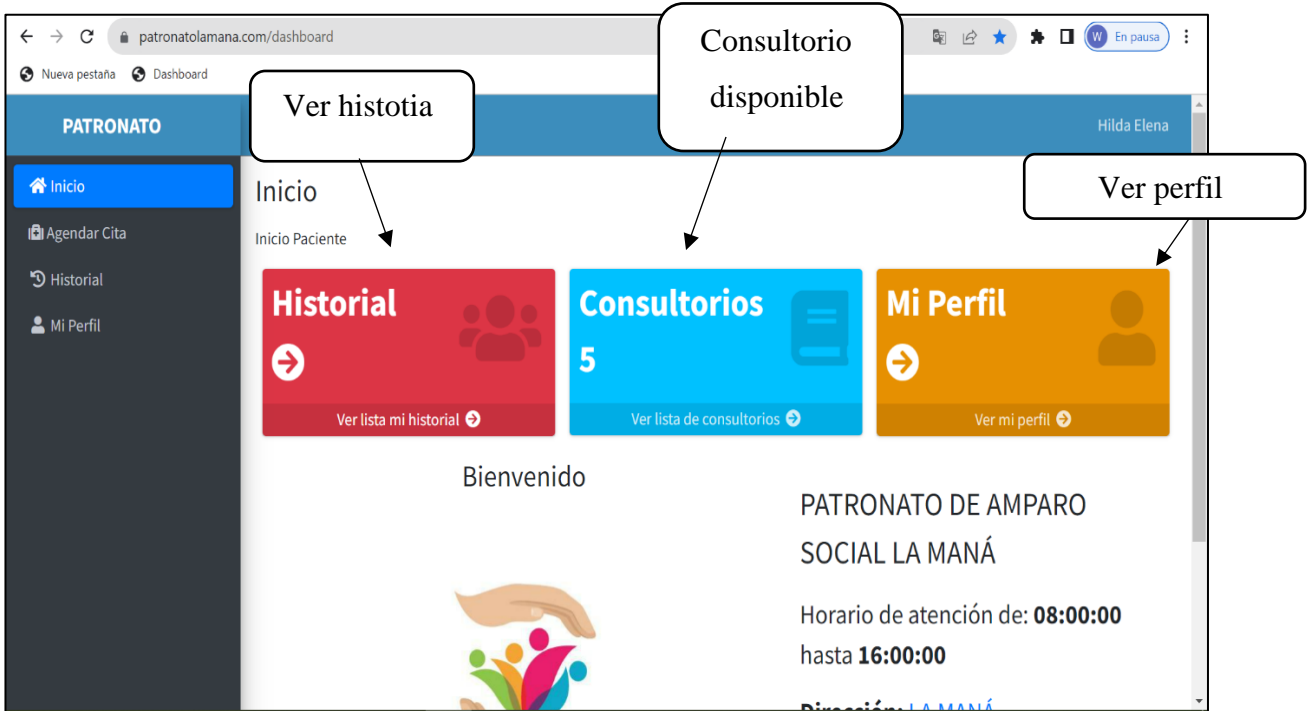 patronatolamana.com/dashboard
W En pausa
Nueva pestaña
Dashboard
Ver histotia
Consultorio
disponible
Ver perfil
PATRONATO
Hilda Elena
Inicio
Agendar Cita
Historial
Mi Perfil
Inicio
Inicio Paciente
Historial
Ver lista mi historial
Consultorios
5
Ver lista de consultorios
Mi Perfil
Ver mi perfil
Bienvenido
PATRONATO DE AMPARO
SOCIAL LA MANÁ
Horario de atención de: 08:00:00
hasta 16:00:00
Dirección: LA MANÁ